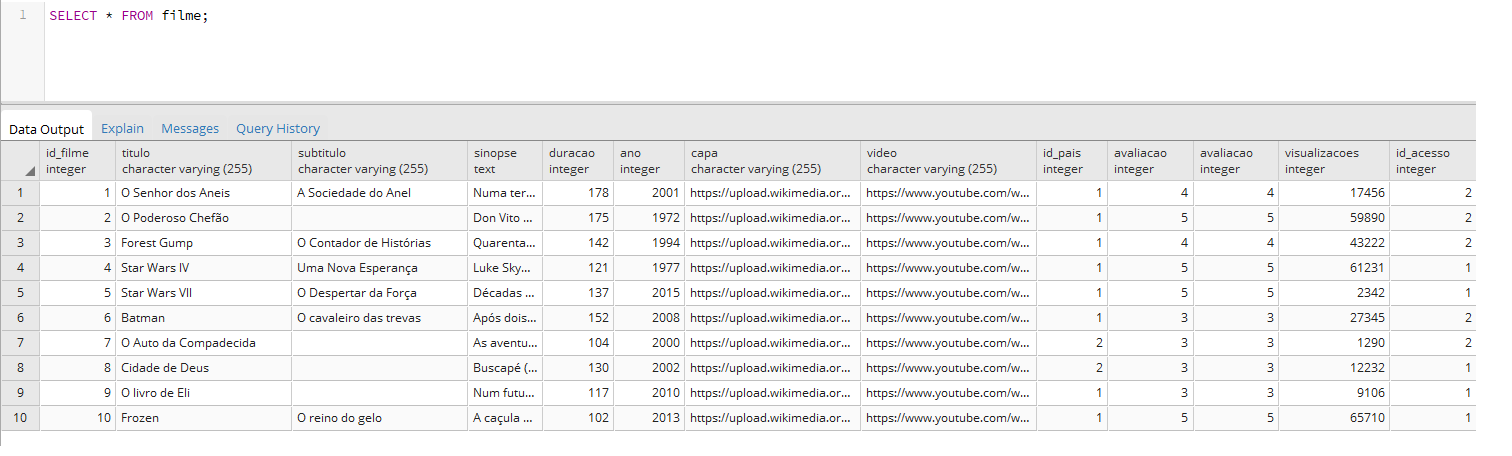 1 SELECT * FROM filme;
Data Output Explain Messages Query History
id_filme titulo subtitulo sinopse duracao ano capa video id_pais avaliacao avaliacao visualizacoes id_acesso
integer character varying (255) character varying (255) text integer integer character varying (255) character varying (255) integer integer integer integer integer
1 1 O Senhor dos Aneis A Sociedade do Anel Numa ter... 178 2001 https://upload.wikimedia.or... https://www.youtube.com/w... 1 4 4 17456 2
2 2 O Poderoso Chefão Don Vito ... 175 1972 https://upload.wikimedia.or... https://www.youtube.com/w... 1 5 5 59890 2
3 3 Forest Gump O Contador de Histórias Quarenta... 142 1994 https://upload.wikimedia.or... https://www.youtube.com/w... 1 4 4 43222 2
4 4 Star Wars IV Uma Nova Esperança Luke Sky... 121 1977 https://upload.wikimedia.or... https://www.youtube.com/w... 1 5 5 61231 1
5 5 Star Wars VII O Despertar da Força Décadas ... 137 2015 https://upload.wikimedia.or... https://www.youtube.com/w... 1 5 5 2342 1
6 6 Batman O cavaleiro das trevas Após dois... 152 2008 https://upload.wikimedia.or... https://www.youtube.com/w... 1 3 3 27345 2
7 7 O Auto da Compadecida As aventu... 104 2000 https://upload.wikimedia.or... https://www.youtube.com/w... 2 3 3 1290 2
8 8 Cidade de Deus Buscapé (... 130 2002 https://upload.wikimedia.or... https://www.youtube.com/w... 2 3 3 12232 1
9 9 O livro de Eli Num futu... 117 2010 https://upload.wikimedia.or... https://www.youtube.com/w... 1 3 3 9106 1
10 10 Frozen O reino do gelo A caçula ... 102 2013 https://upload.wikimedia.or... https://www.youtube.com/w... 1 5 5 65710 1